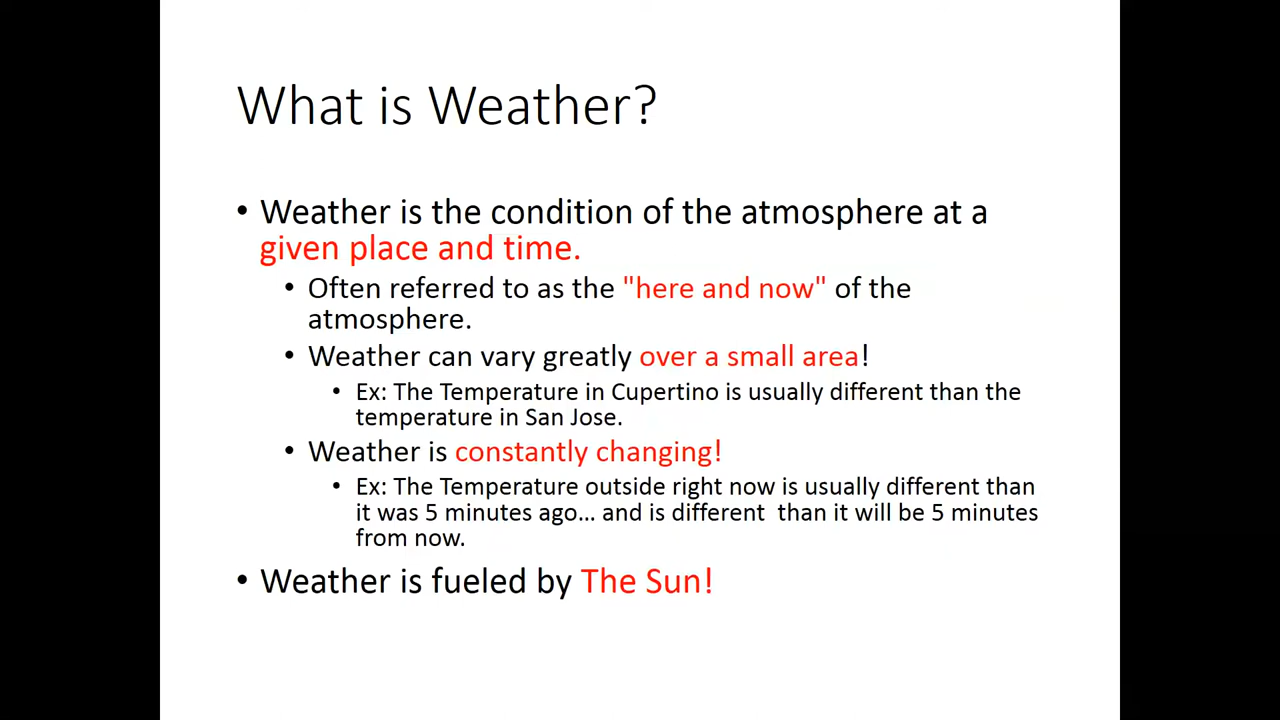 What is Weather?
• Weather is the condition of the atmosphere at a
given place and time.
• Often referred to as the "here and now" of the
atmosphere.
• Weather can vary greatly over a small area!
• Ex: The Temperature in Cupertino is usually different than the
temperature in San Jose.
• Weather is constantly changing!
• Ex: The Temperature outside right now is usually different than
it was 5 minutes ago… and is different  than it will be 5 minutes
from now.
• Weather is fueled by The Sun!